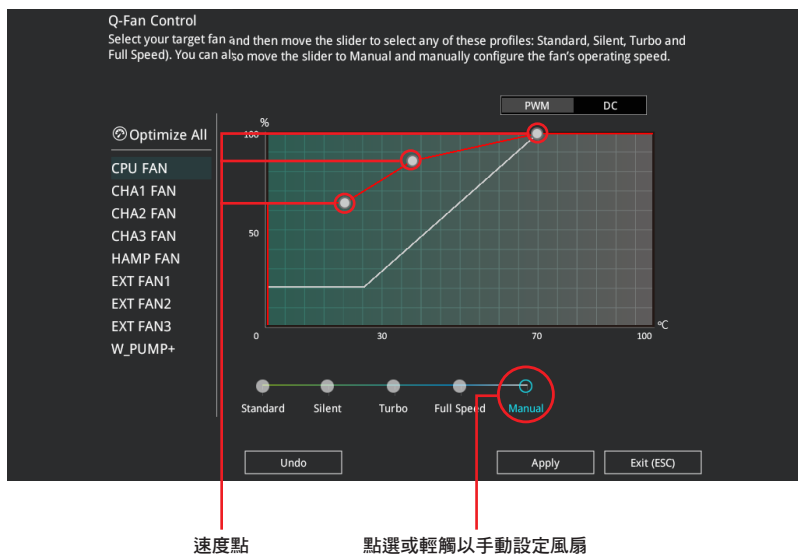 Q-Fan Control
Select your target fan and then move the slider to select any of these profiles: Standard, Silent, Turbo and
Full Speed). You can also move the slider to Manual and manually configure the fan's operating speed.
PWM
DC
%
Optimize All
100
CPU FAN
CHA1 FAN
CHA2 FAN
CHA3 FAN
50
HAMP FAN
EXT FAN1
EXT FAN2
EXT FAN3
°C
0
30
70
100
W_PUMP+
Standard
Silent
Turbo
Full Speed
Manual
Undo
Apply
Exit (ESC)
速度點
點選或輕觸以手動設定風扇